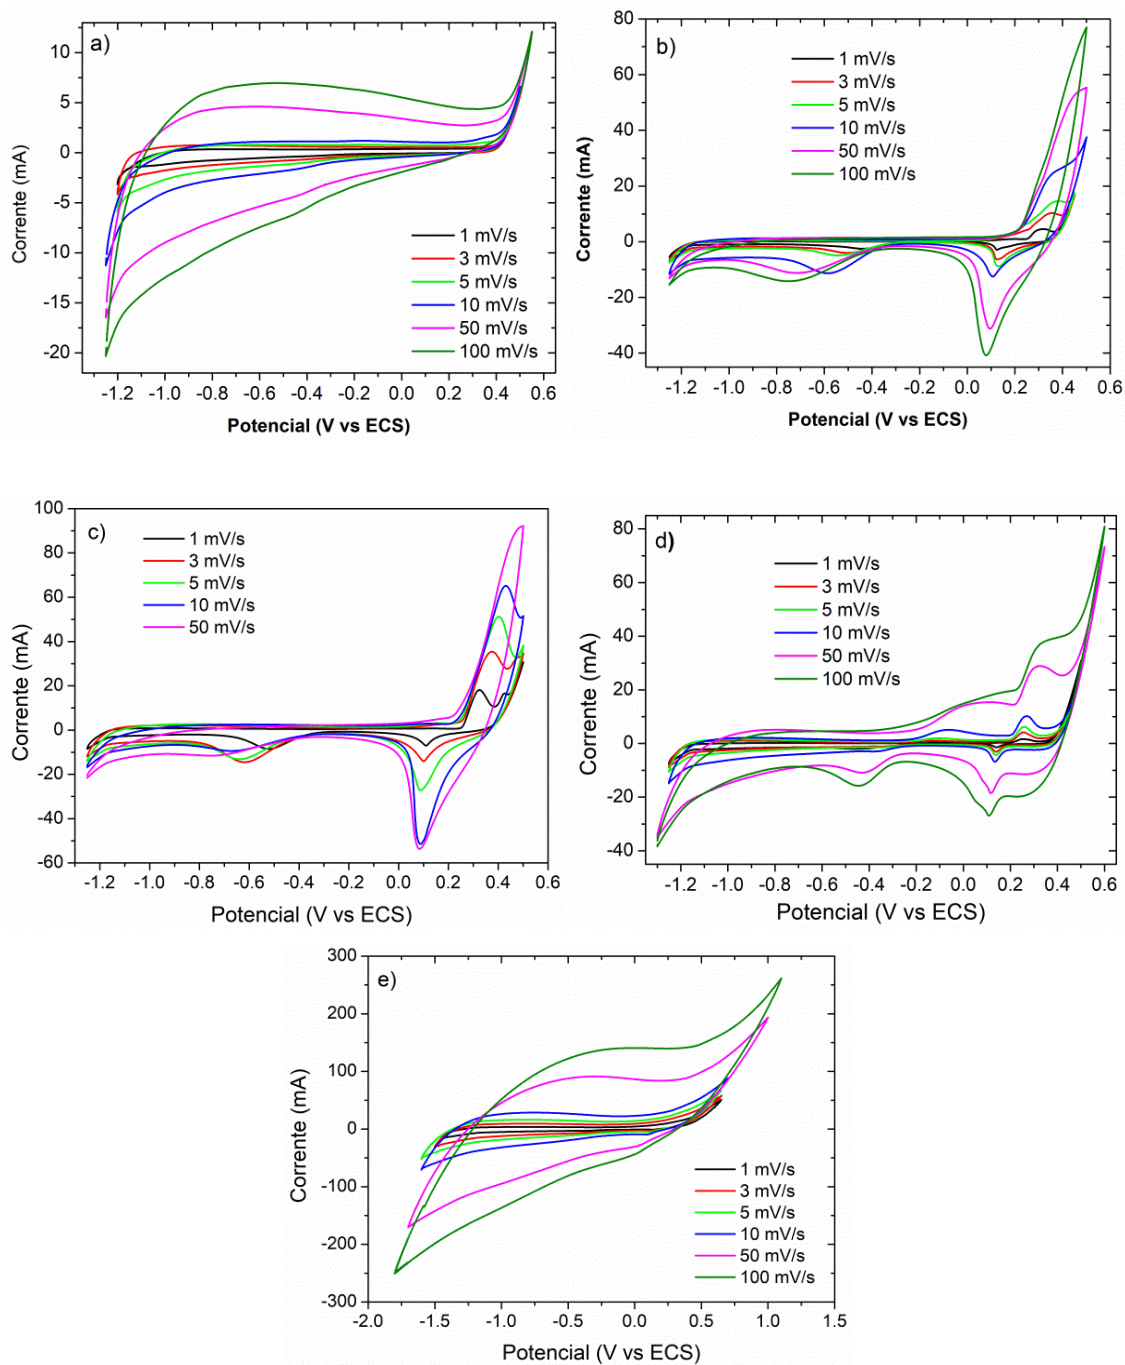 a)
10
5
0
-5
-10
-15
-20
Corrente (mA)
1 mV/s
3 mV/s
5 mV/s
10 mV/s
50 mV/s
100 mV/s
-1.2 -1.0 -0.8 -0.6 -0.4 -0.2 0.0 0.2 0.4 0.6
Potencial (V vs ECS)
b)
80
60
40
20
0
-20
-40
Corrente (mA)
1 mV/s
3 mV/s
5 mV/s
10 mV/s
50 mV/s
100 mV/s
-1.2 -1.0 -0.8 -0.6 -0.4 -0.2 0.0 0.2 0.4 0.6
Potencial (V vs ECS)
c)
100
80
60
40
20
0
-20
-40
-60
Corrente (mA)
1 mV/s
3 mV/s
5 mV/s
10 mV/s
50 mV/s
-1.2 -1.0 -0.8 -0.6 -0.4 -0.2 0.0 0.2 0.4 0.6
Potencial (V vs ECS)
d)
80
60
40
20
0
-20
-40
Corrente (mA)
1 mV/s
3 mV/s
5 mV/s
10 mV/s
50 mV/s
100 mV/s
-1.2 -1.0 -0.8 -0.6 -0.4 -0.2 0.0 0.2 0.4 0.6
Potencial (V vs ECS)
e)
300
200
100
0
-100
-200
-300
Corrente (mA)
1 mV/s
3 mV/s
5 mV/s
10 mV/s
50 mV/s
100 mV/s
-2.0 -1.5 -1.0 -0.5 0.0 0.5 1.0 1.5
Potencial (V vs ECS)